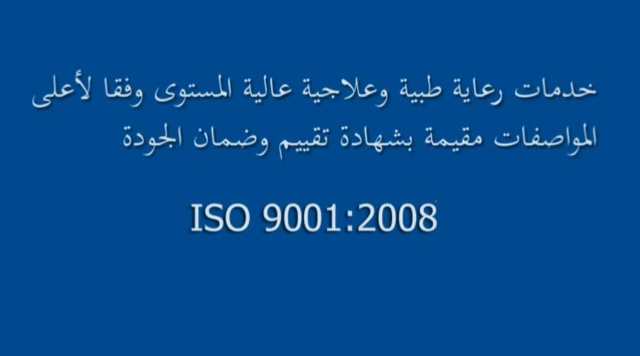 خدمات رعاية طبية وعلاجية عالية المستوى وفقا لأعلى
المواصفات مقيمة بشهادة تقييم وضمان الجودة
ISO 9001:2008